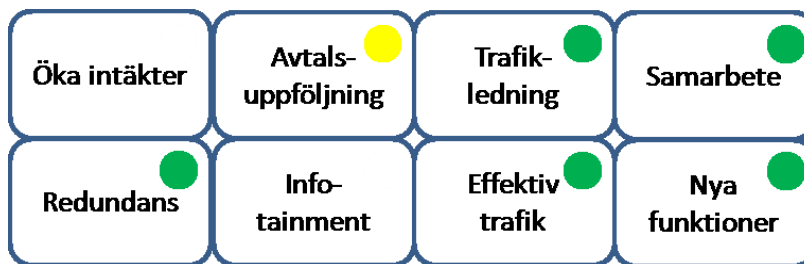 Öka intäkter
Avtals-
uppföljning
Trafik-
ledning
Samarbete
Redundans
Info-
tainment
Effektiv
trafik
Nya
funktioner